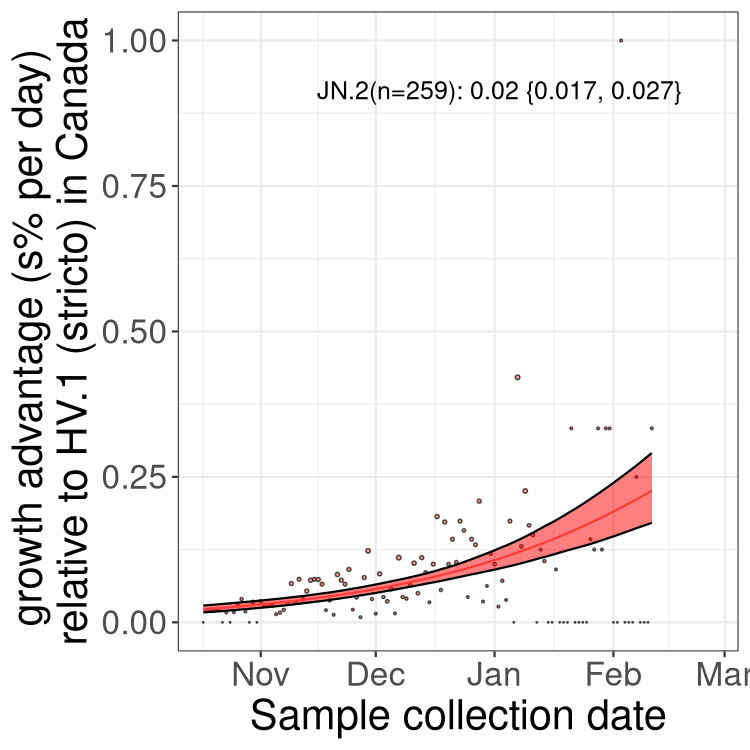 growth advantage (s% per day)
relative to HV.1 (stricto) in Canada
1.00
0.75
0.50
0.25
0.00
JN.2(n=259): 0.02 {0.017, 0.027}
Nov Dec Jan Feb Mar
Sample collection date